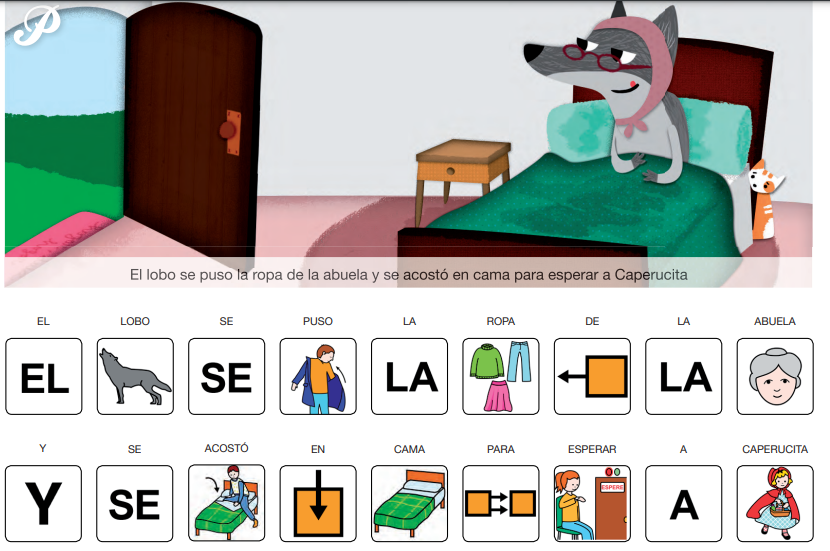 P
El lobo se puso la ropa de la abuela y se acostó en cama para esperar a Caperucita
EL LOBO SE PUSO LA ROPA DE LA ABUELA
EL SE LA LA
Y SE ACOSTÓ EN CAMA PARA ESPERAR A CAPERUCITA
ESPERE
Y SE A